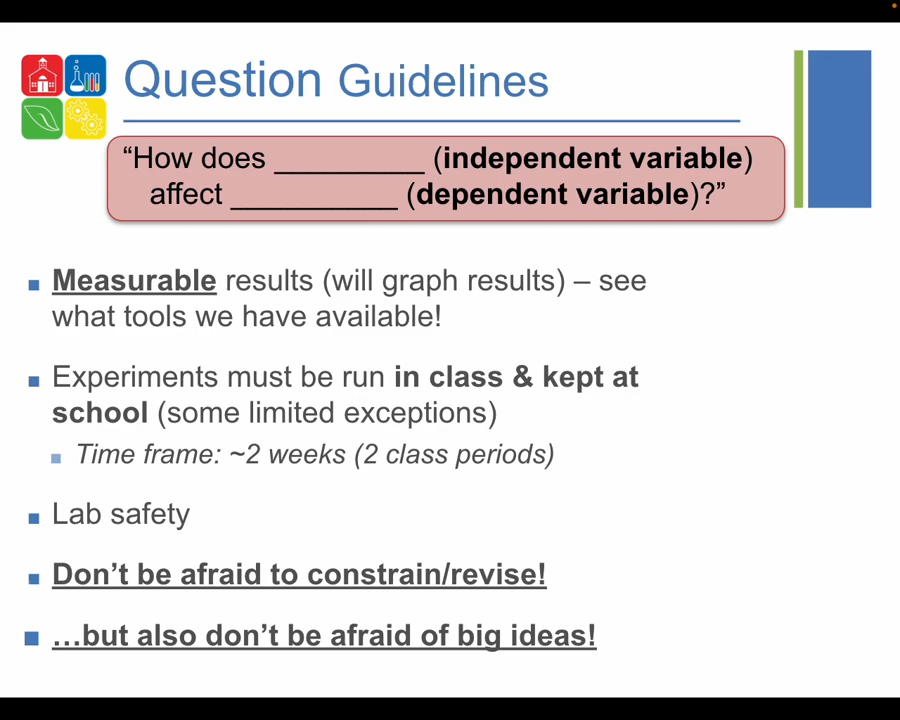 Question Guidelines
“How does __________ (independent variable)
affect ___________ (dependent variable)?”
Measurable results (will graph results) – see
what tools we have available!
Experiments must be run in class & kept at
school (some limited exceptions)
Time frame: ~2 weeks (2 class periods)
Lab safety
Don’t be afraid to constrain/revise!
…but also don’t be afraid of big ideas!